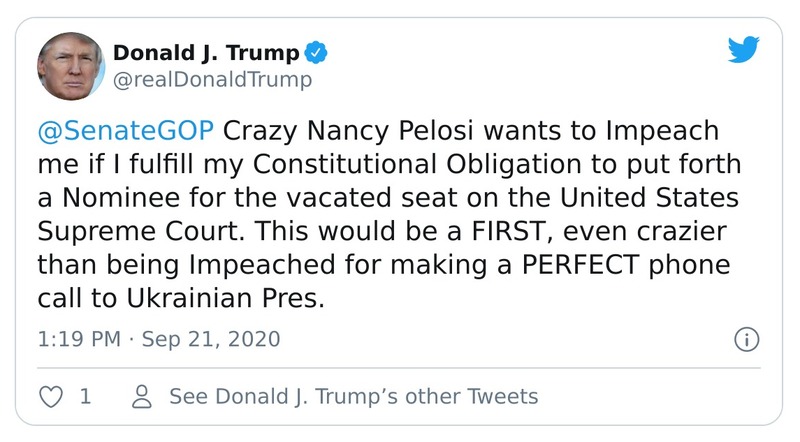 Donald J. Trump
@realDonaldTrump
@SenateGOP Crazy Nancy Pelosi wants to Impeach
me if I fulfill my Constitutional Obligation to put forth
a Nominee for the vacated seat on the United States
Supreme Court. This would be a FIRST, even crazier
than being Impeached for making a PERFECT phone
call to Ukrainian Pres.
1:19 PM · Sep 21, 2020
1 See Donald J. Trump’s other Tweets